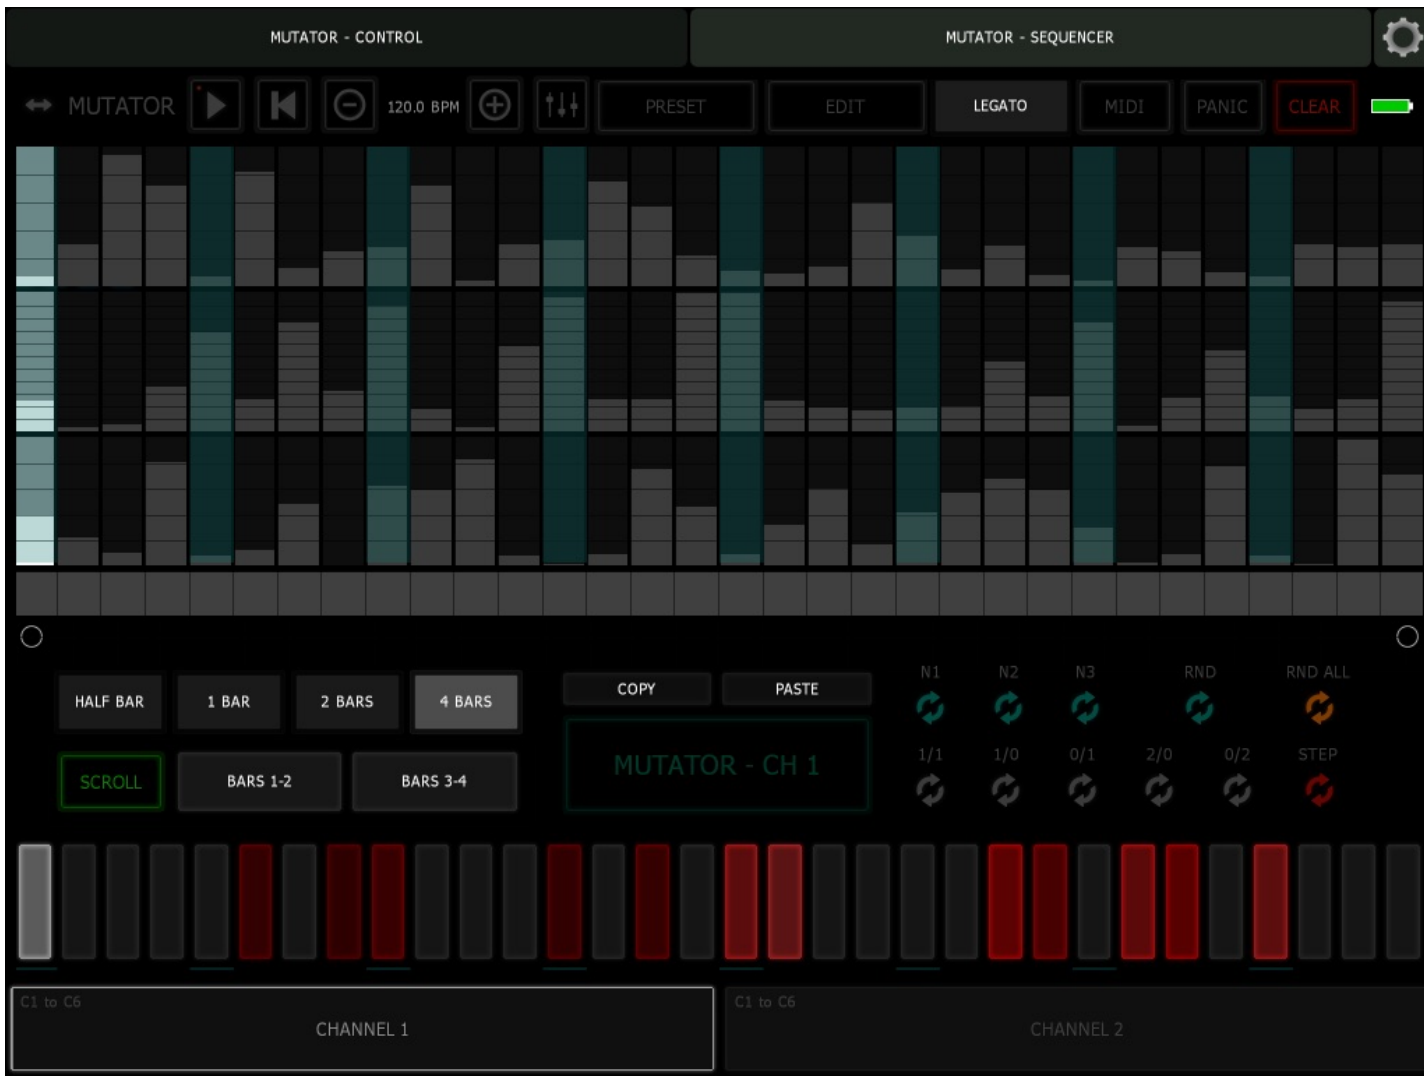 MUTATOR - CONTROL
MUTATOR - SEQUENCER
MUTATOR
120.0 BPM
PRESET
EDIT
LEGATO
MIDI
PANIC
CLEAR
N1
N2
N3
RND
RND ALL
HALF BAR
1 BAR
2 BARS
4 BARS
COPY
PASTE
1/1
1/0
0/1
2/0
0/2
STEP
SCROLL
BARS 1-2
BARS 3-4
MUTATOR - CH 1
C1 to C6
CHANNEL 1
C1 to C6
CHANNEL 2